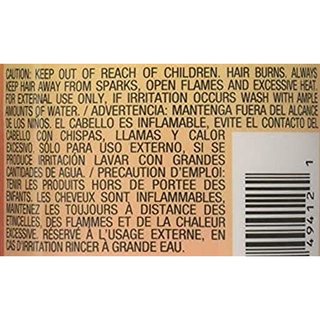 CAUTION: KEEP OUT OF REACH OF CHILDREN. HAIR BURNS. ALWAYS
KEEP HAIR AWAY FROM SPARKS, OPEN FLAMES AND EXCESSIVE HEAT.
FOR EXTERNAL USE ONLY, IF IRRITATION OCCURS WASH WITH AMPLE
AMOUNTS OF WATER. / ADVERTENCIA: MANTENGA FUERA DEL ALCANCE
DE LOS NIÑOS. EL CABELLO ES INFLAMABLE, EVITE EL CONTACTO DEL
CABELLO CON CHISPAS, LLAMAS Y CALOR
EXCESIVO. SÓLO PARA USO EXTERNO, SI SE
PRODUCE IRRITACIÓN LAVAR CON GRANDES
CANTIDADES DE AGUA. / PRECAUTION D'EMPLOI:
TENIR LES PRODUITS HORS DE PORTEE DES
ENFANTS. LES CHEVEUX SONT INFLAMMABLES,
MAINTENEZ LES TOUJOURS À DISTANCE DES
ETINCELLES, DES FLAMMES ET DE LA CHALEUR
EXCESSIVE. RÉSERVÉ À L'USAGE EXTERNE, EN
CAS D'IRRITATION RINCER À GRANDE EAU.
49412 1